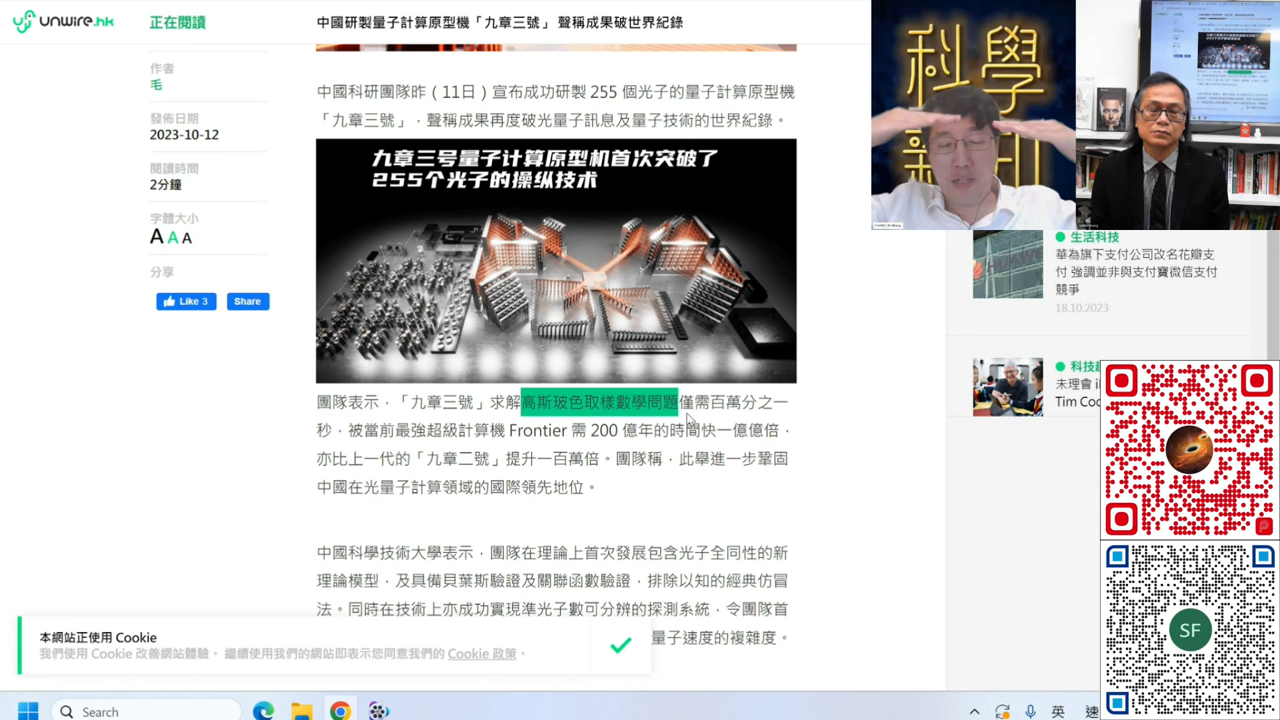 unwire.hk
正在閱讀
中國研製量子計算原型機「九章三號」 聲稱成果破世界紀錄
作者
毛
發佈日期
2023-10-12
閱讀時間
2分鐘
字體大小
A A A
分享
Like 3
Share
中國科研團隊昨（11日）宣布成功研製 255 個光子的量子計算原型機
「九章三號」，聲稱成果再度刷新光子訊息及量子技術的世界紀錄。
九章三号量子计算原型机首次突破了
255个光子的操纵技术
團隊表示，「九章三號」求解高斯玻色取樣數學問題僅需百萬分之一
秒，被當前最強超級計算機 Frontier 需 200 億年的時間快一億億倍，
亦比上一代的「九章二號」提升一百萬倍。團隊稱，此舉進一步鞏固
中國在光量子計算領域的國際領先地位。
中國科學技術大學表示，團隊在理論上首次發展包含光子全同性的新
理論模型，及具備貝葉斯驗證及關聯函數驗證，排除以知的經典仿冒
法。同時在技術上亦成功實現準光子數可分辨的探測系統，令團隊首
量子速度的複雜度。
本網站正使用 Cookie
我們使用 Cookie 改善網站體驗。 繼續使用我們的網站即表示您同意我們的 Cookie 政策。
科學
新知
生活科技
華為旗下支付公司改名花瓣支
付 強調並非與支付寶微信支付
競爭
18.10.2023
科技
未理會 i
Tim Coo
SF
Search
英
速